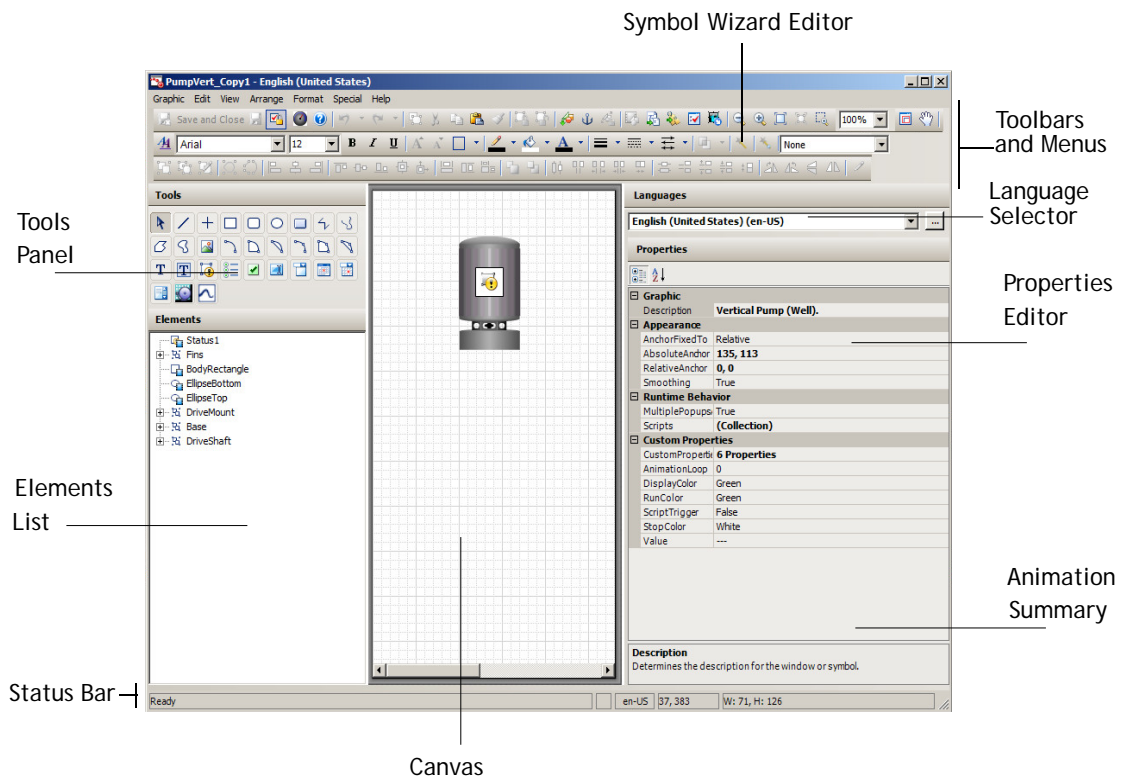 Symbol Wizard Editor
PumpVert_Copy1 - English (United States)
Graphic Edit View Arrange Format Special Help
Save and Close
100%
Arial
12
B I U
A
None
Toolbars
and Menus
Tools
Languages
Language
Selector
English (United States) (en-US)
...
Tools
Panel
Properties
T T
Properties
Editor
Graphic
Description Vertical Pump (Well).
Appearance
AnchorFixedTo Relative
AbsoluteAnchor 135, 113
RelativeAnchor 0, 0
Smoothing True
Runtime Behavior
MultiplePopups True
Scripts (Collection)
Custom Properties
CustomPropertie 6 Properties
AnimationLoop 0
DisplayColor Green
RunColor Green
ScriptTrigger False
StopColor White
Value ---
Elements
Status1
Fins
BodyRectangle
EllipseBottom
EllipseTop
DriveMount
Base
DriveShaft
Elements
List
Animation
Summary
Description
Determines the description for the window or symbol.
Status Bar
Ready
en-US 37, 383 W: 71, H: 126
Canvas